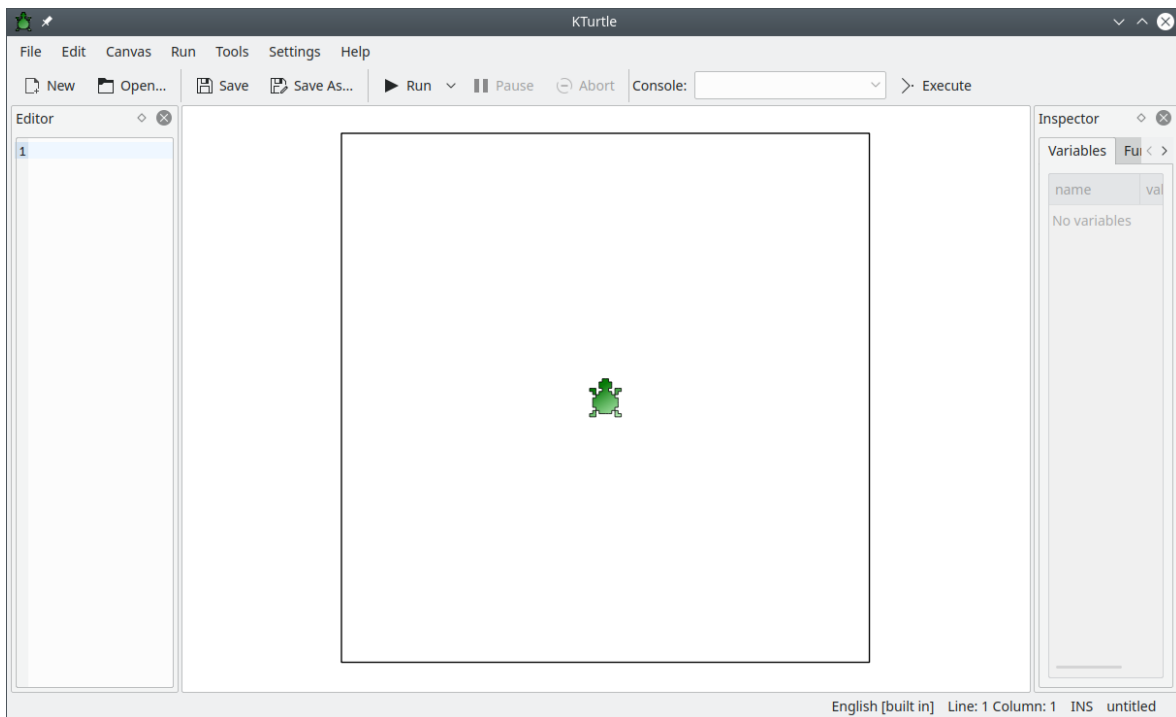 KTurtle
File Edit Canvas Run Tools Settings Help
New Open... Save Save As... Run Pause Abort Console: Execute
Editor
1
Inspector
Variables
name
No variables
English [built in] Line: 1 Column: 1 INS untitled